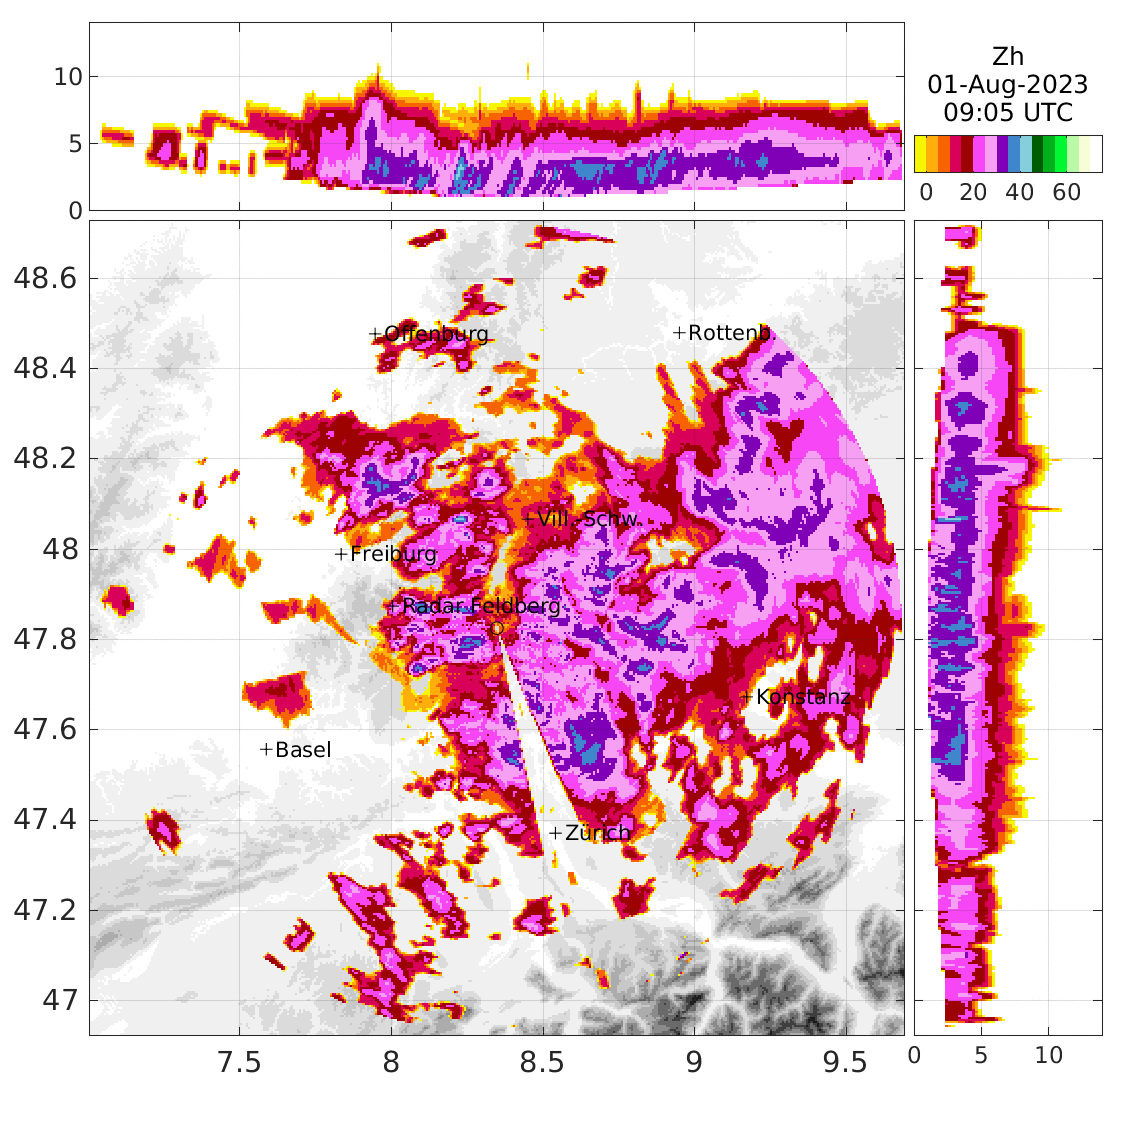 10
5
0
Zh
01-Aug-2023
09:05 UTC
0 20 40 60
48.6
48.4
48.2
48
47.8
47.6
47.4
47.2
47
+Offenburg
+Rottenb.
+Vill.-Schw.
+Freiburg
+Radar Feldberg
+Konstanz
+Basel
+Zürich
7.5 8 8.5 9 9.5
0 5 10